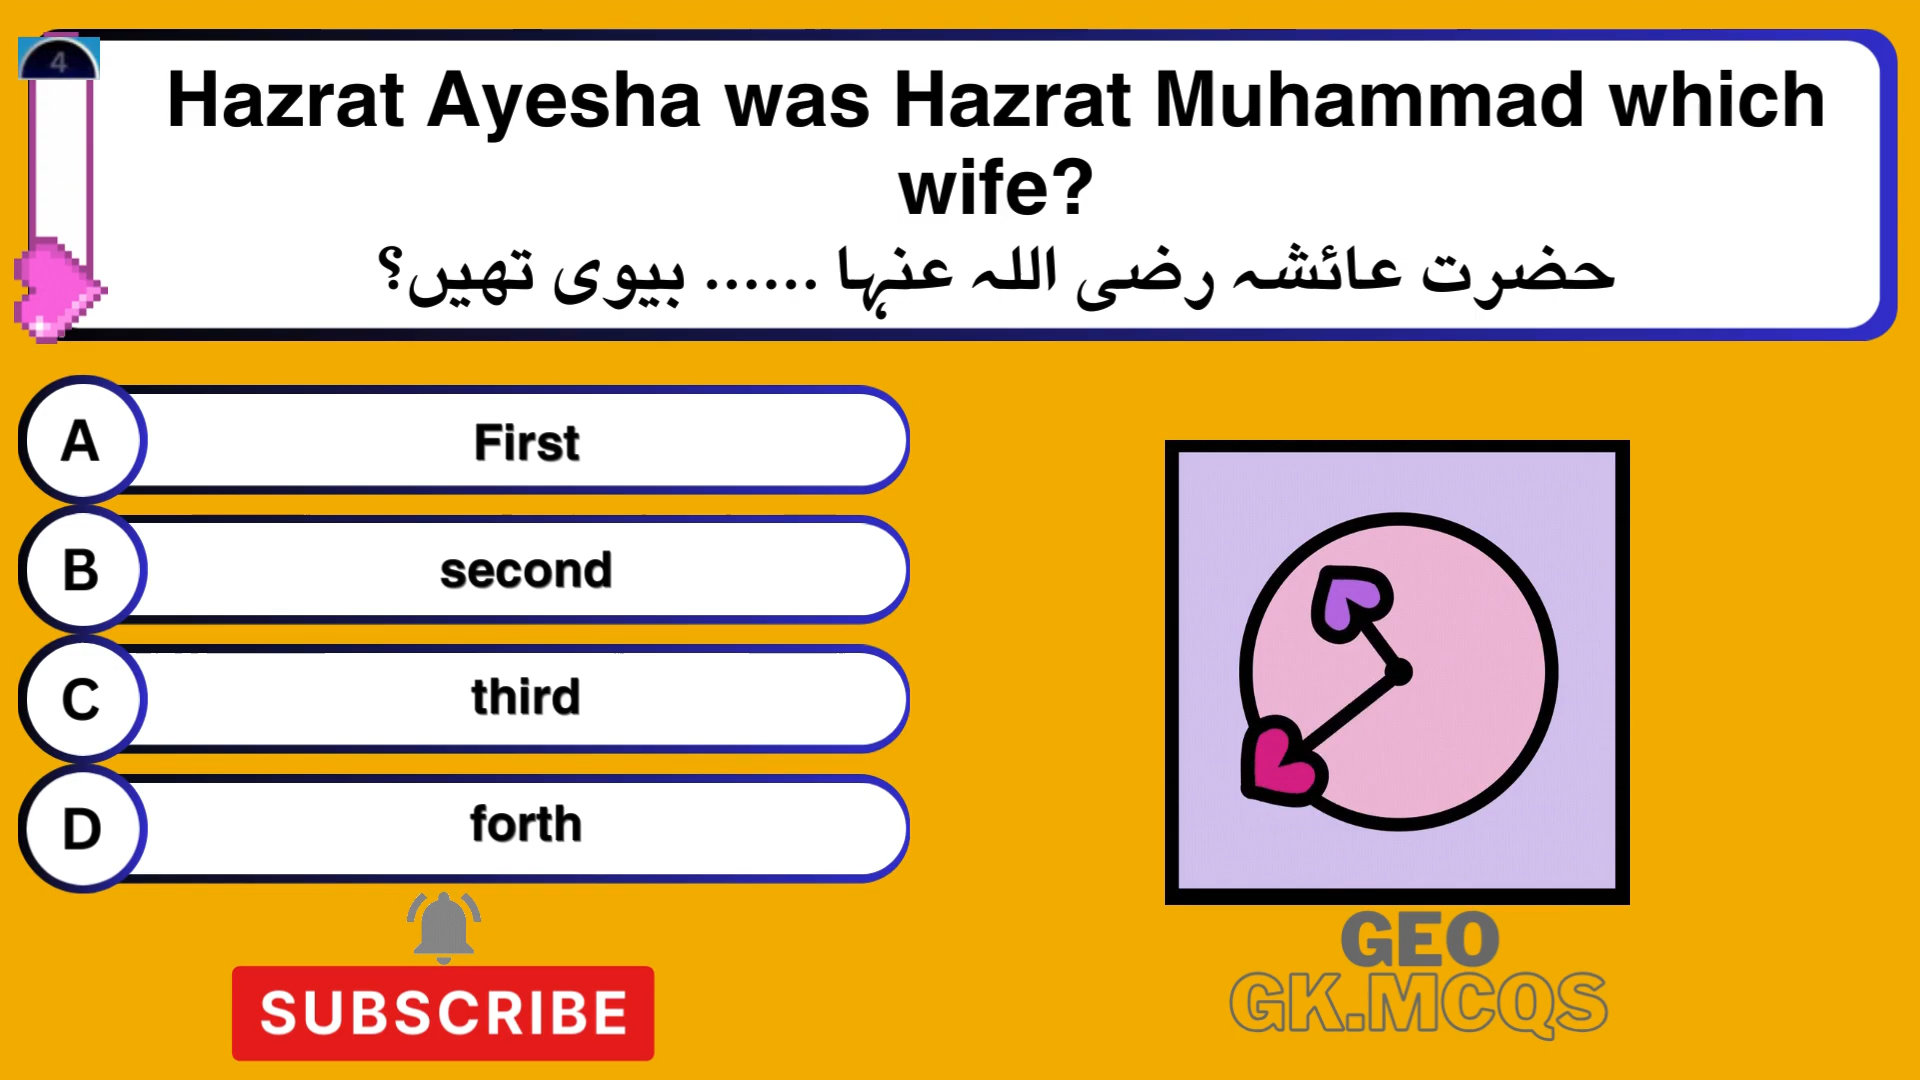 4
Hazrat Ayesha was Hazrat Muhammad which
wife?
حضرت عائشہ رضی اللہ عنہا ...... بیوی تھیں؟
A
First
B
second
C
third
D
forth
SUBSCRIBE
GEO
GK.MCQS